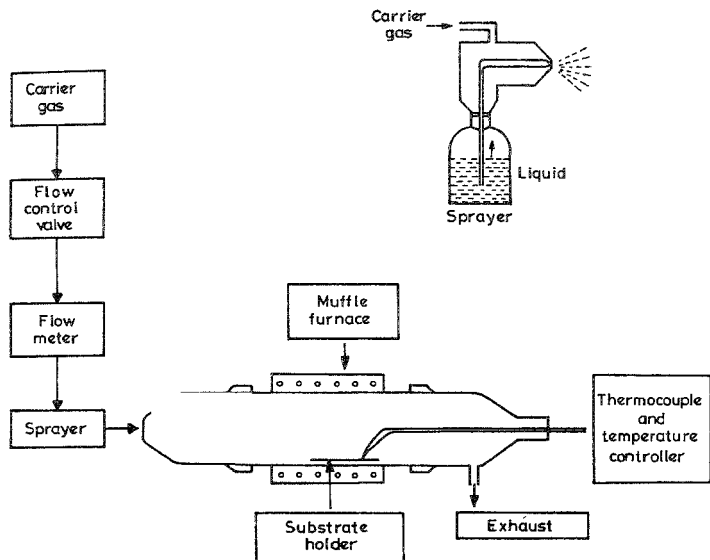 Carrier
gas
Carrier
gas
Liquid
Sprayer
Flow
control
valve
Flow
meter
Sprayer
Muffle
furnace
Thermocouple
and
temperature
controller
Substrate
holder
Exhaust